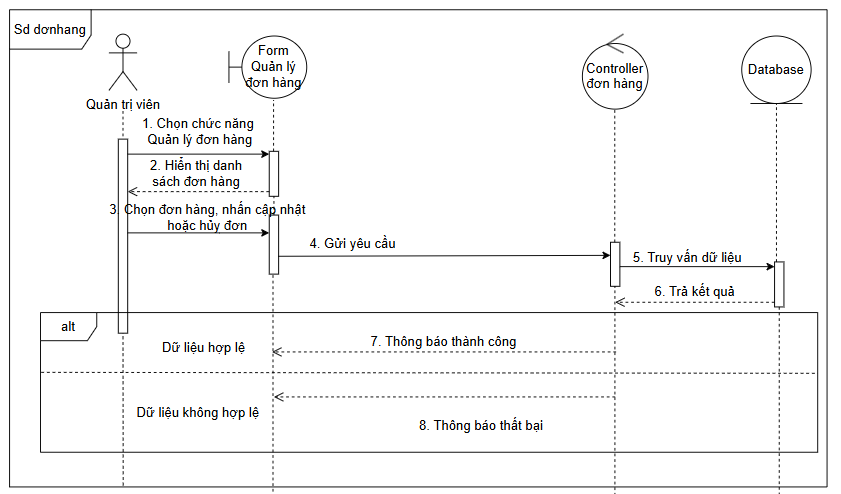 Sd dơnhang
Form
Quản lý
đơn hàng
Controller
đơn hàng
Database
Quản trị viên
1. Chọn chức năng
Quản lý đơn hàng
2. Hiển thị danh
sách đơn hàng
3. Chọn đơn hàng, nhấn cập nhật
hoặc hủy đơn
4. Gửi yêu cầu
5. Truy vấn dữ liệu
6. Trả kết quả
alt
Dữ liệu hợp lệ
7. Thông báo thành công
Dữ liệu không hợp lệ
8. Thông báo thất bại